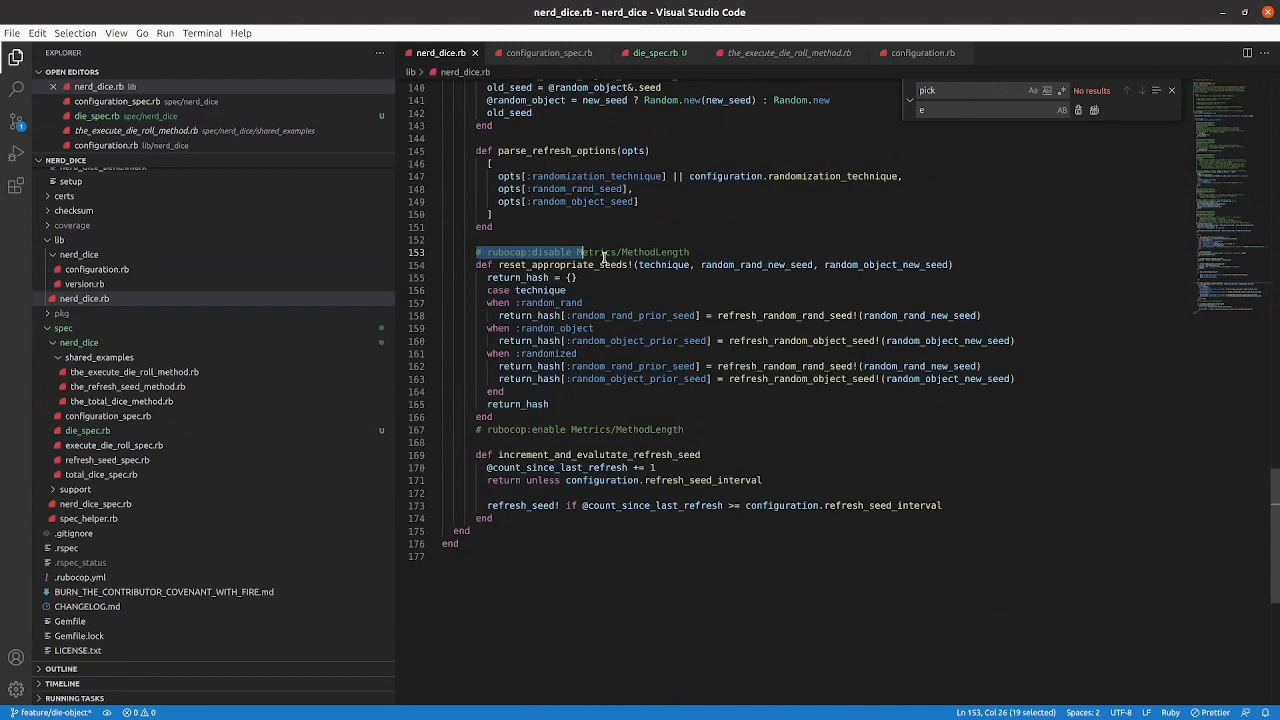 nerd_dice.rb - nerd_dice - Visual Studio Code
File Edit Selection View Go Run Terminal Help
EXPLORER
nerd_dice.rb
configuration_spec.rb
die_spec.rb U
the_execute_die_roll_method.rb
configuration.rb
OPEN EDITORS
nerd_dice.rb lib
configuration_spec.rb spec/nerd_dice
die_spec.rb spec/nerd_dice U
the_execute_die_roll_method.rb spec/nerd_dice/shared_examples
configuration.rb lib/nerd_dice
NERD_DICE
nerd_dice_benchmark
setup
certs
checksum
coverage
lib
nerd_dice
configuration.rb
version.rb
nerd_dice.rb
pkg
spec
nerd_dice
shared_examples
the_execute_die_roll_method.rb
the_refresh_seed_method.rb
the_total_dice_method.rb
configuration_spec.rb
die_spec.rb U
execute_die_roll_spec.rb
refresh_seed_spec.rb
total_dice_spec.rb
support
nerd_dice_spec.rb
spec_helper.rb
.gitignore
.rspec
.rspec_status
.rubocop.yml
BURN_THE_CONTRIBUTOR_COVENANT_WITH_FIRE.md
CHANGELOG.md
Gemfile
Gemfile.lock
LICENSE.txt
OUTLINE
TIMELINE
RUNNING TASKS
lib > nerd_dice.rb
pick Aa No results
e AB
140 old_seed = @random_object&.seed
141 @random_object = new_seed ? Random.new(new_seed) : Random.new
142 old_seed
143 end
144
145 def parse_refresh_options(opts)
146 [
147 opts[:randomization_technique] || configuration.randomization_technique,
148 opts[:random_rand_seed],
149 opts[:random_object_seed]
150 ]
151 end
152
153 # rubocop:disable Metrics/MethodLength
154 def reset_appropriate_seeds!(technique, random_rand_new_seed, random_object_new_seed)
155 return_hash = {}
156 case technique
157 when :random_rand
158 return_hash[:random_rand_prior_seed] = refresh_random_rand_seed!(random_rand_new_seed)
159 when :random_object
160 return_hash[:random_object_prior_seed] = refresh_random_object_seed!(random_object_new_seed)
161 when :randomized
162 return_hash[:random_rand_prior_seed] = refresh_random_rand_seed!(random_rand_new_seed)
163 return_hash[:random_object_prior_seed] = refresh_random_object_seed!(random_object_new_seed)
164 end
165 return_hash
166 end
167 # rubocop:enable Metrics/MethodLength
168
169 def increment_and_evalutate_refresh_seed
170 @count_since_last_refresh += 1
171 return unless configuration.refresh_seed_interval
172
173 refresh_seed! if @count_since_last_refresh >= configuration.refresh_seed_interval
174 end
175 end
176 end
177
feature/die-object* 0 0 Ln 153, Col 26 (19 selected) Spaces: 2 UTF-8 LF Ruby Prettier